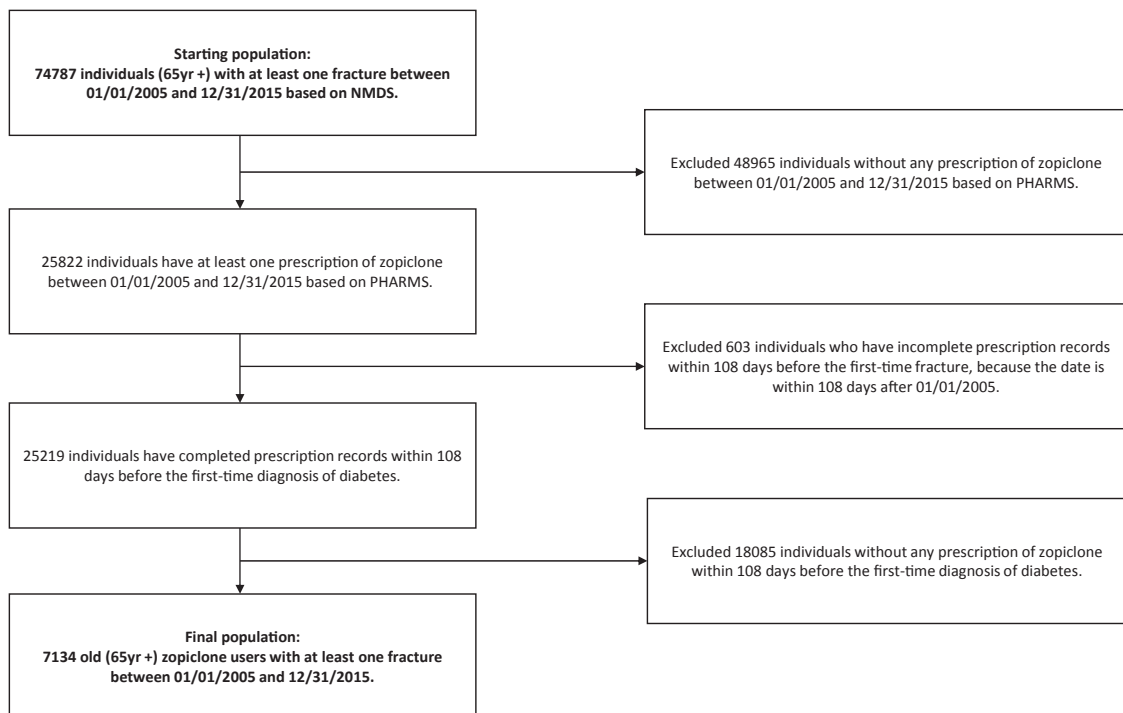 Starting population:
74787 individuals (65yr +) with at least one fracture between
01/01/2005 and 12/31/2015 based on NMDS.
Excluded 48965 individuals without any prescription of zopiclone
between 01/01/2005 and 12/31/2015 based on PHARMS.
25822 individuals have at least one prescription of zopiclone
between 01/01/2005 and 12/31/2015 based on PHARMS.
Excluded 603 individuals who have incomplete prescription records
within 108 days before the first-time fracture, because the date is
within 108 days after 01/01/2005.
25219 individuals have completed prescription records within 108
days before the first-time diagnosis of diabetes.
Excluded 18085 individuals without any prescription of zopiclone
within 108 days before the first-time diagnosis of diabetes.
Final population:
7134 old (65yr +) zopiclone users with at least one fracture
between 01/01/2005 and 12/31/2015.